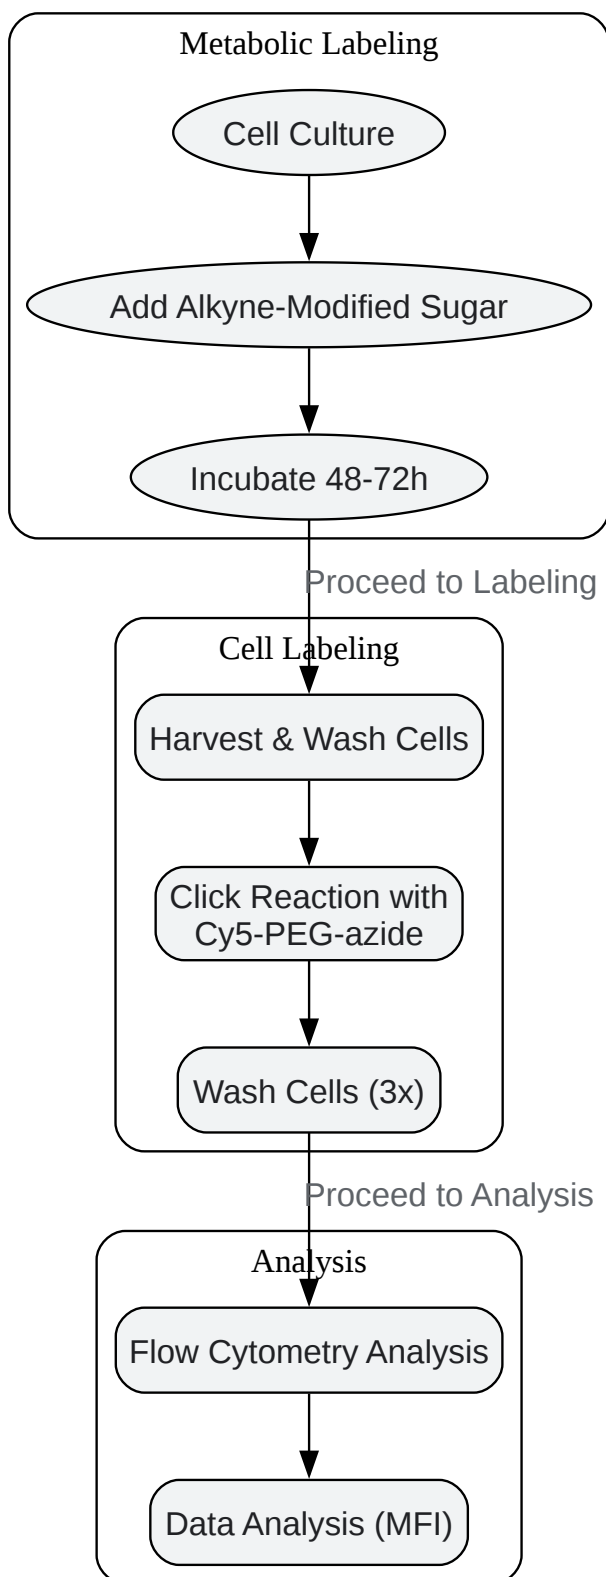 Metabolic Labeling
Cell Culture
Add Alkyne-Modified Sugar
Incubate 48-72h
Proceed to Labeling
Cell Labeling
Harvest & Wash Cells
Click Reaction with
Cy5-PEG-azide
Wash Cells (3x)
Proceed to Analysis
Analysis
Flow Cytometry Analysis
Data Analysis (MFI)